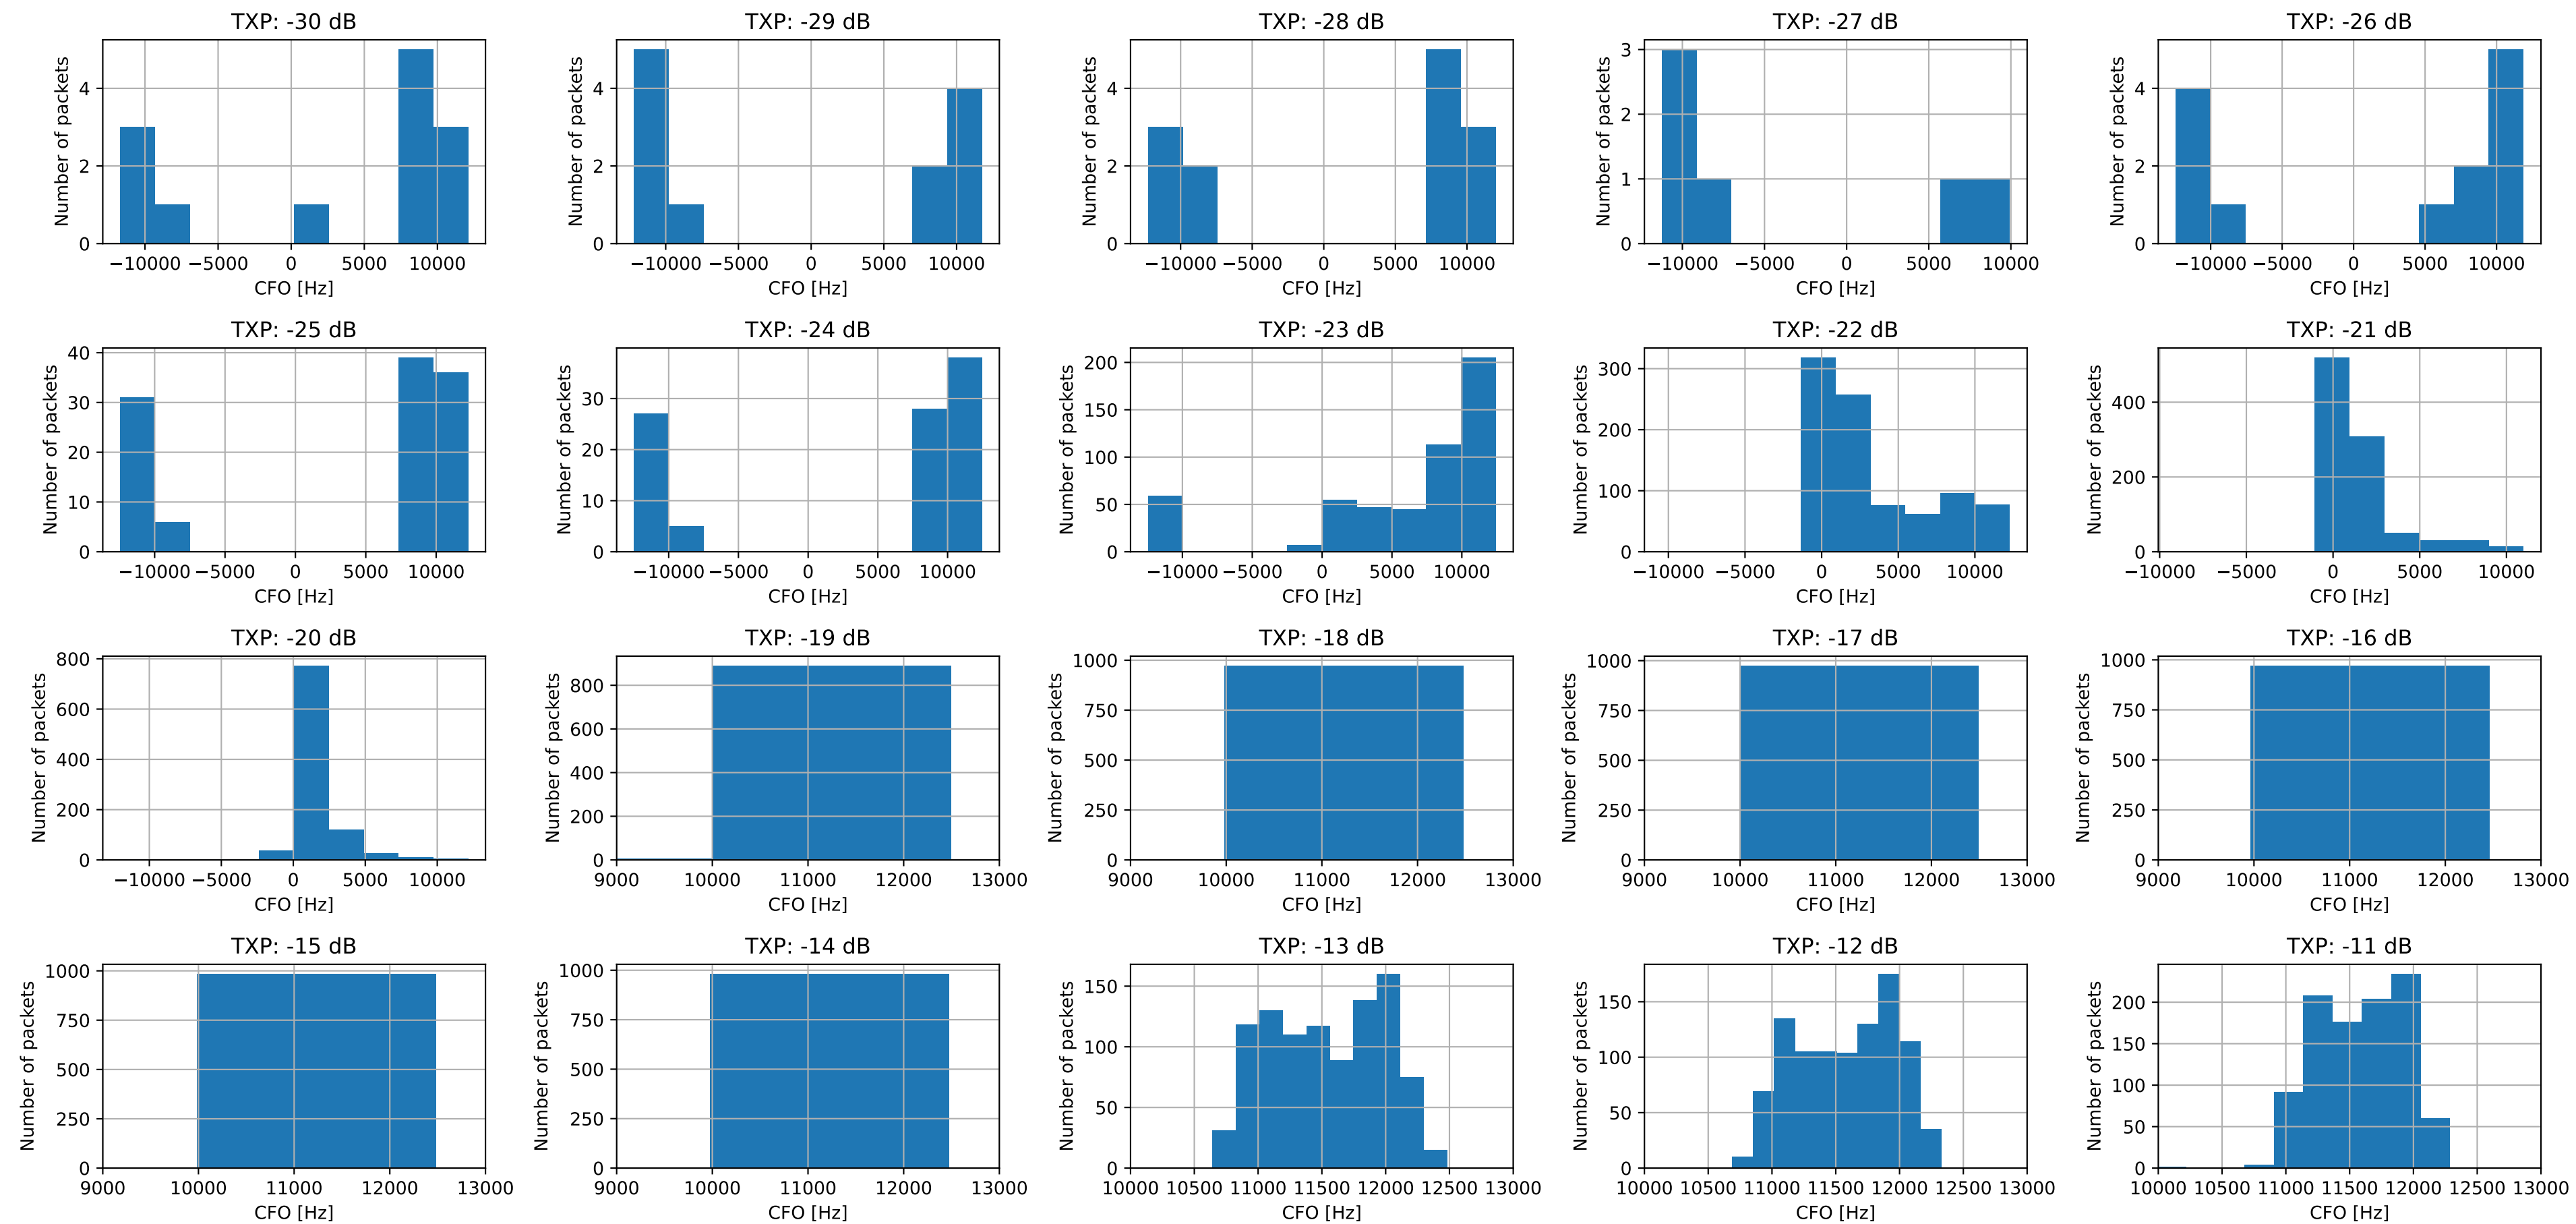 TXP: -30 dB
Number of packets
4
2
0
−10000 −5000 0 5000 10000
CFO [Hz]
TXP: -29 dB
Number of packets
4
2
0
−10000 −5000 0 5000 10000
CFO [Hz]
TXP: -28 dB
Number of packets
4
2
0
−10000 −5000 0 5000 10000
CFO [Hz]
TXP: -27 dB
Number of packets
3
2
1
0
−10000 −5000 0 5000 10000
CFO [Hz]
TXP: -26 dB
Number of packets
4
2
0
−10000 −5000 0 5000 10000
CFO [Hz]
TXP: -25 dB
Number of packets
40
30
20
10
0
−10000 −5000 0 5000 10000
CFO [Hz]
TXP: -24 dB
Number of packets
30
20
10
0
−10000 −5000 0 5000 10000
CFO [Hz]
TXP: -23 dB
Number of packets
200
150
100
50
0
−10000 −5000 0 5000 10000
CFO [Hz]
TXP: -22 dB
Number of packets
300
200
100
0
−10000 −5000 0 5000 10000
CFO [Hz]
TXP: -21 dB
Number of packets
400
200
0
−10000 −5000 0 5000 10000
CFO [Hz]
TXP: -20 dB
Number of packets
800
600
400
200
0
−10000 −5000 0 5000 10000
CFO [Hz]
TXP: -19 dB
Number of packets
800
600
400
200
0
9000 10000 11000 12000 13000
CFO [Hz]
TXP: -18 dB
Number of packets
1000
750
500
250
0
9000 10000 11000 12000 13000
CFO [Hz]
TXP: -17 dB
Number of packets
1000
750
500
250
0
9000 10000 11000 12000 13000
CFO [Hz]
TXP: -16 dB
Number of packets
1000
750
500
250
0
9000 10000 11000 12000 13000
CFO [Hz]
TXP: -15 dB
Number of packets
1000
750
500
250
0
9000 10000 11000 12000 13000
CFO [Hz]
TXP: -14 dB
Number of packets
1000
750
500
250
0
9000 10000 11000 12000 13000
CFO [Hz]
TXP: -13 dB
Number of packets
150
100
50
0
10000 10500 11000 11500 12000 12500 13000
CFO [Hz]
TXP: -12 dB
Number of packets
150
100
50
0
10000 10500 11000 11500 12000 12500 13000
CFO [Hz]
TXP: -11 dB
Number of packets
200
150
100
50
0
10000 10500 11000 11500 12000 12500 13000
CFO [Hz]